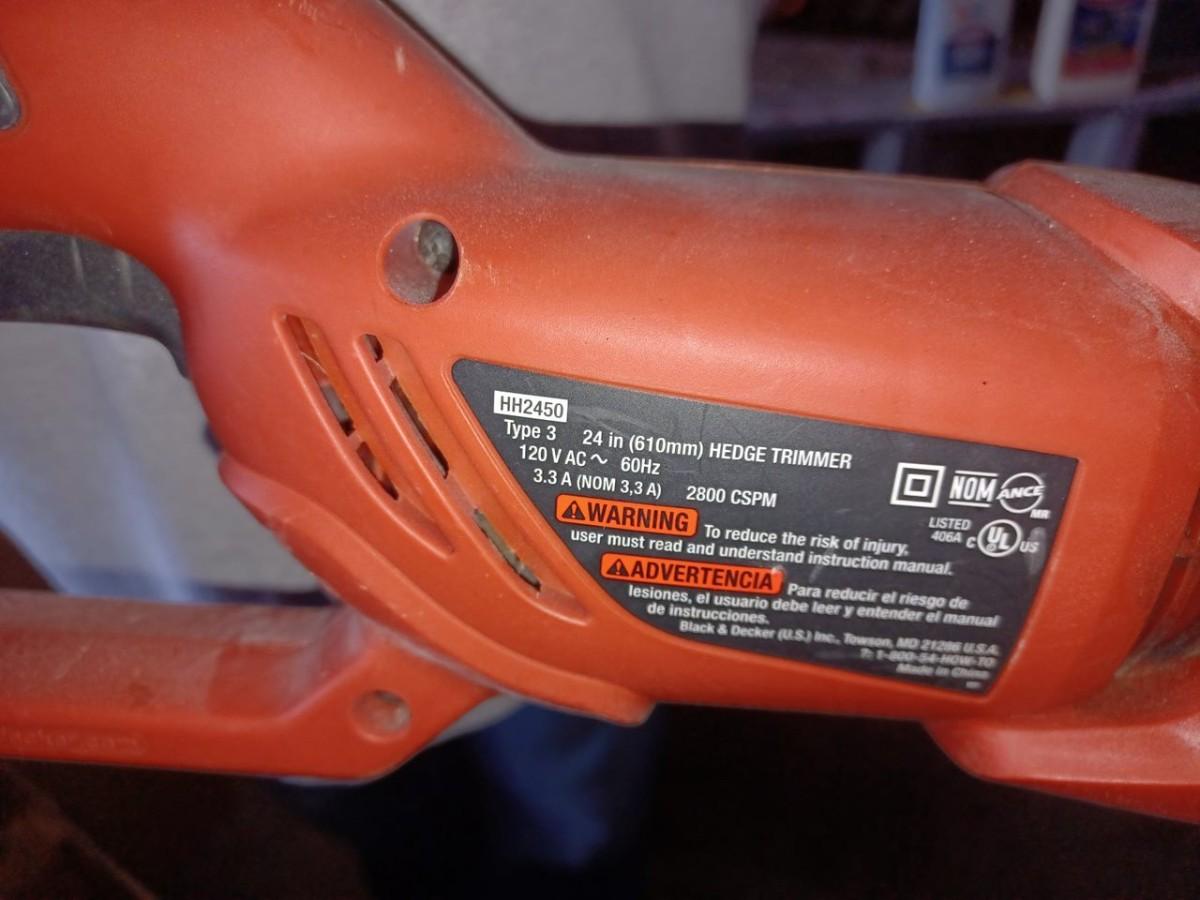 HH2450
Type 3 24 in (610mm) HEDGE TRIMMER
120 V AC ~ 60Hz
3.3 A (NOM 3,3 A) 2800 CSPM
NOM ANCE MR
LISTED
406A C UL US
WARNING To reduce the risk of injury,
user must read and understand instruction manual.
ADVERTENCIA Para reducir el riesgo de
lesiones, el usuario debe leer y entender el manual
de instrucciones.
Black & Decker (U.S.) Inc., Towson, MD 21286 U.S.A.
T: 1-800-54-HOW-TO
Made in China